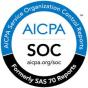 AICPA Service Organization Control Reports
AICPA
SOC
aicpa.org/soc
Formerly SAS 70 Reports